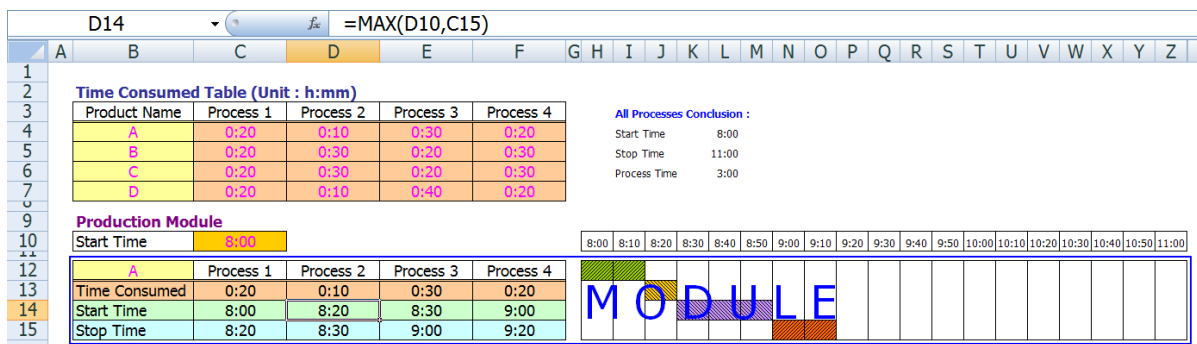 D14 fx =MAX(D10,C15)
A B C D E F G H I J K L M N O P Q R S T U V W X Y Z
1
2 Time Consumed Table (Unit : h:mm)
3 Product Name Process 1 Process 2 Process 3 Process 4 All Processes Conclusion :
4 A 0:20 0:10 0:30 0:20 Start Time 8:00
5 B 0:20 0:30 0:20 0:30 Stop Time 11:00
6 C 0:20 0:30 0:20 0:30 Process Time 3:00
7 D 0:20 0:10 0:40 0:20
9 Production Module
10 Start Time 8:00 8:00 8:10 8:20 8:30 8:40 8:50 9:00 9:10 9:20 9:30 9:40 9:50 10:00 10:10 10:20 10:30 10:40 10:50 11:00
12 A Process 1 Process 2 Process 3 Process 4
13 Time Consumed 0:20 0:10 0:30 0:20
14 Start Time 8:00 8:20 8:30 9:00 MODULE
15 Stop Time 8:20 8:30 9:00 9:20